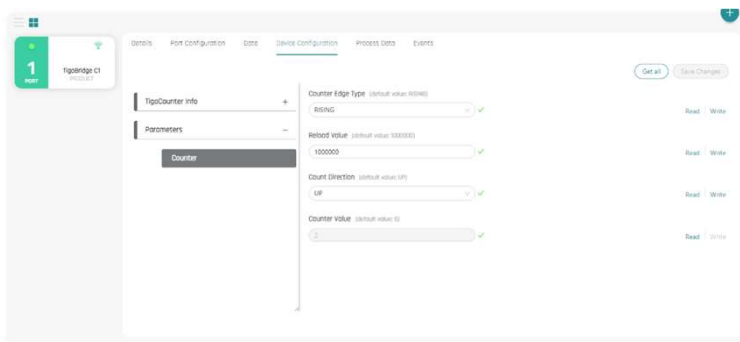 Details Port Configuration Data Device Configuration Process Data Events
1
PORT
TigoBridge C1
PRODUCT
Get all Save Changes
TigoCounter Info +
Parameters −
Counter
Counter Edge Type (default value: RISING)
RISING
Read Write
Reload Value (default value: 1000000)
1000000
Read Write
Count Direction (default value: UP)
UP
Read Write
Counter Value (default value: 0)
2
Read Write